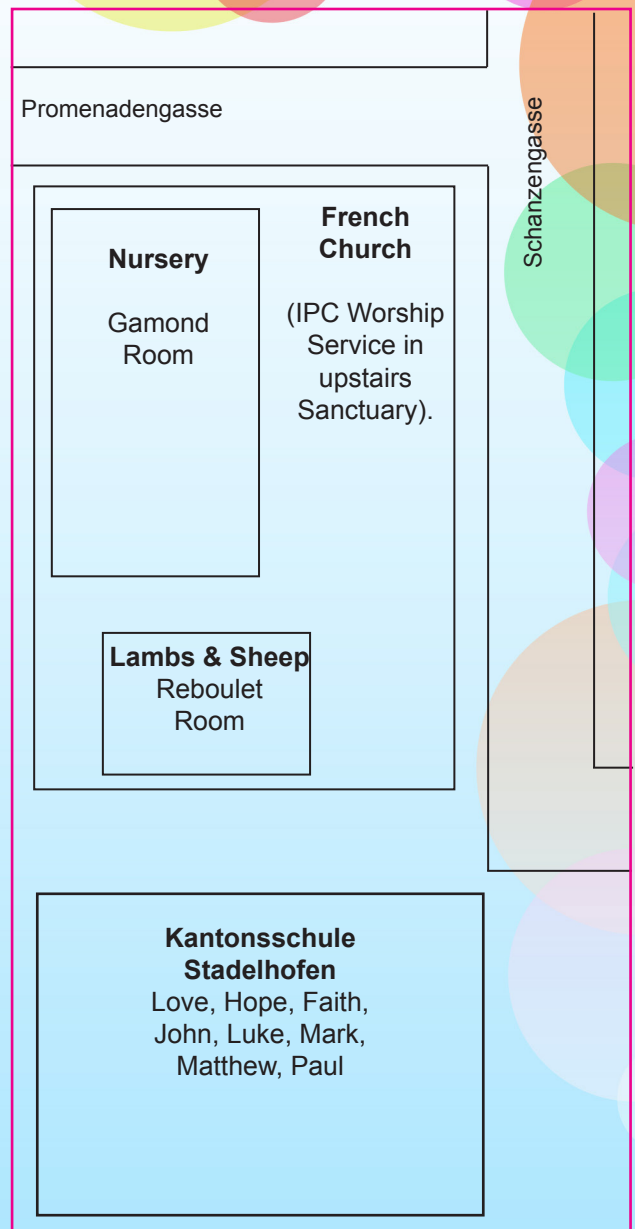 Promenadengasse
Schanzengasse
Nursery
Gamond
Room
French
Church
(IPC Worship
Service in
upstairs
Sanctuary).
Lambs & Sheep
Reboulet
Room
Kantonsschule
Stadelhofen
Love, Hope, Faith,
John, Luke, Mark,
Matthew, Paul